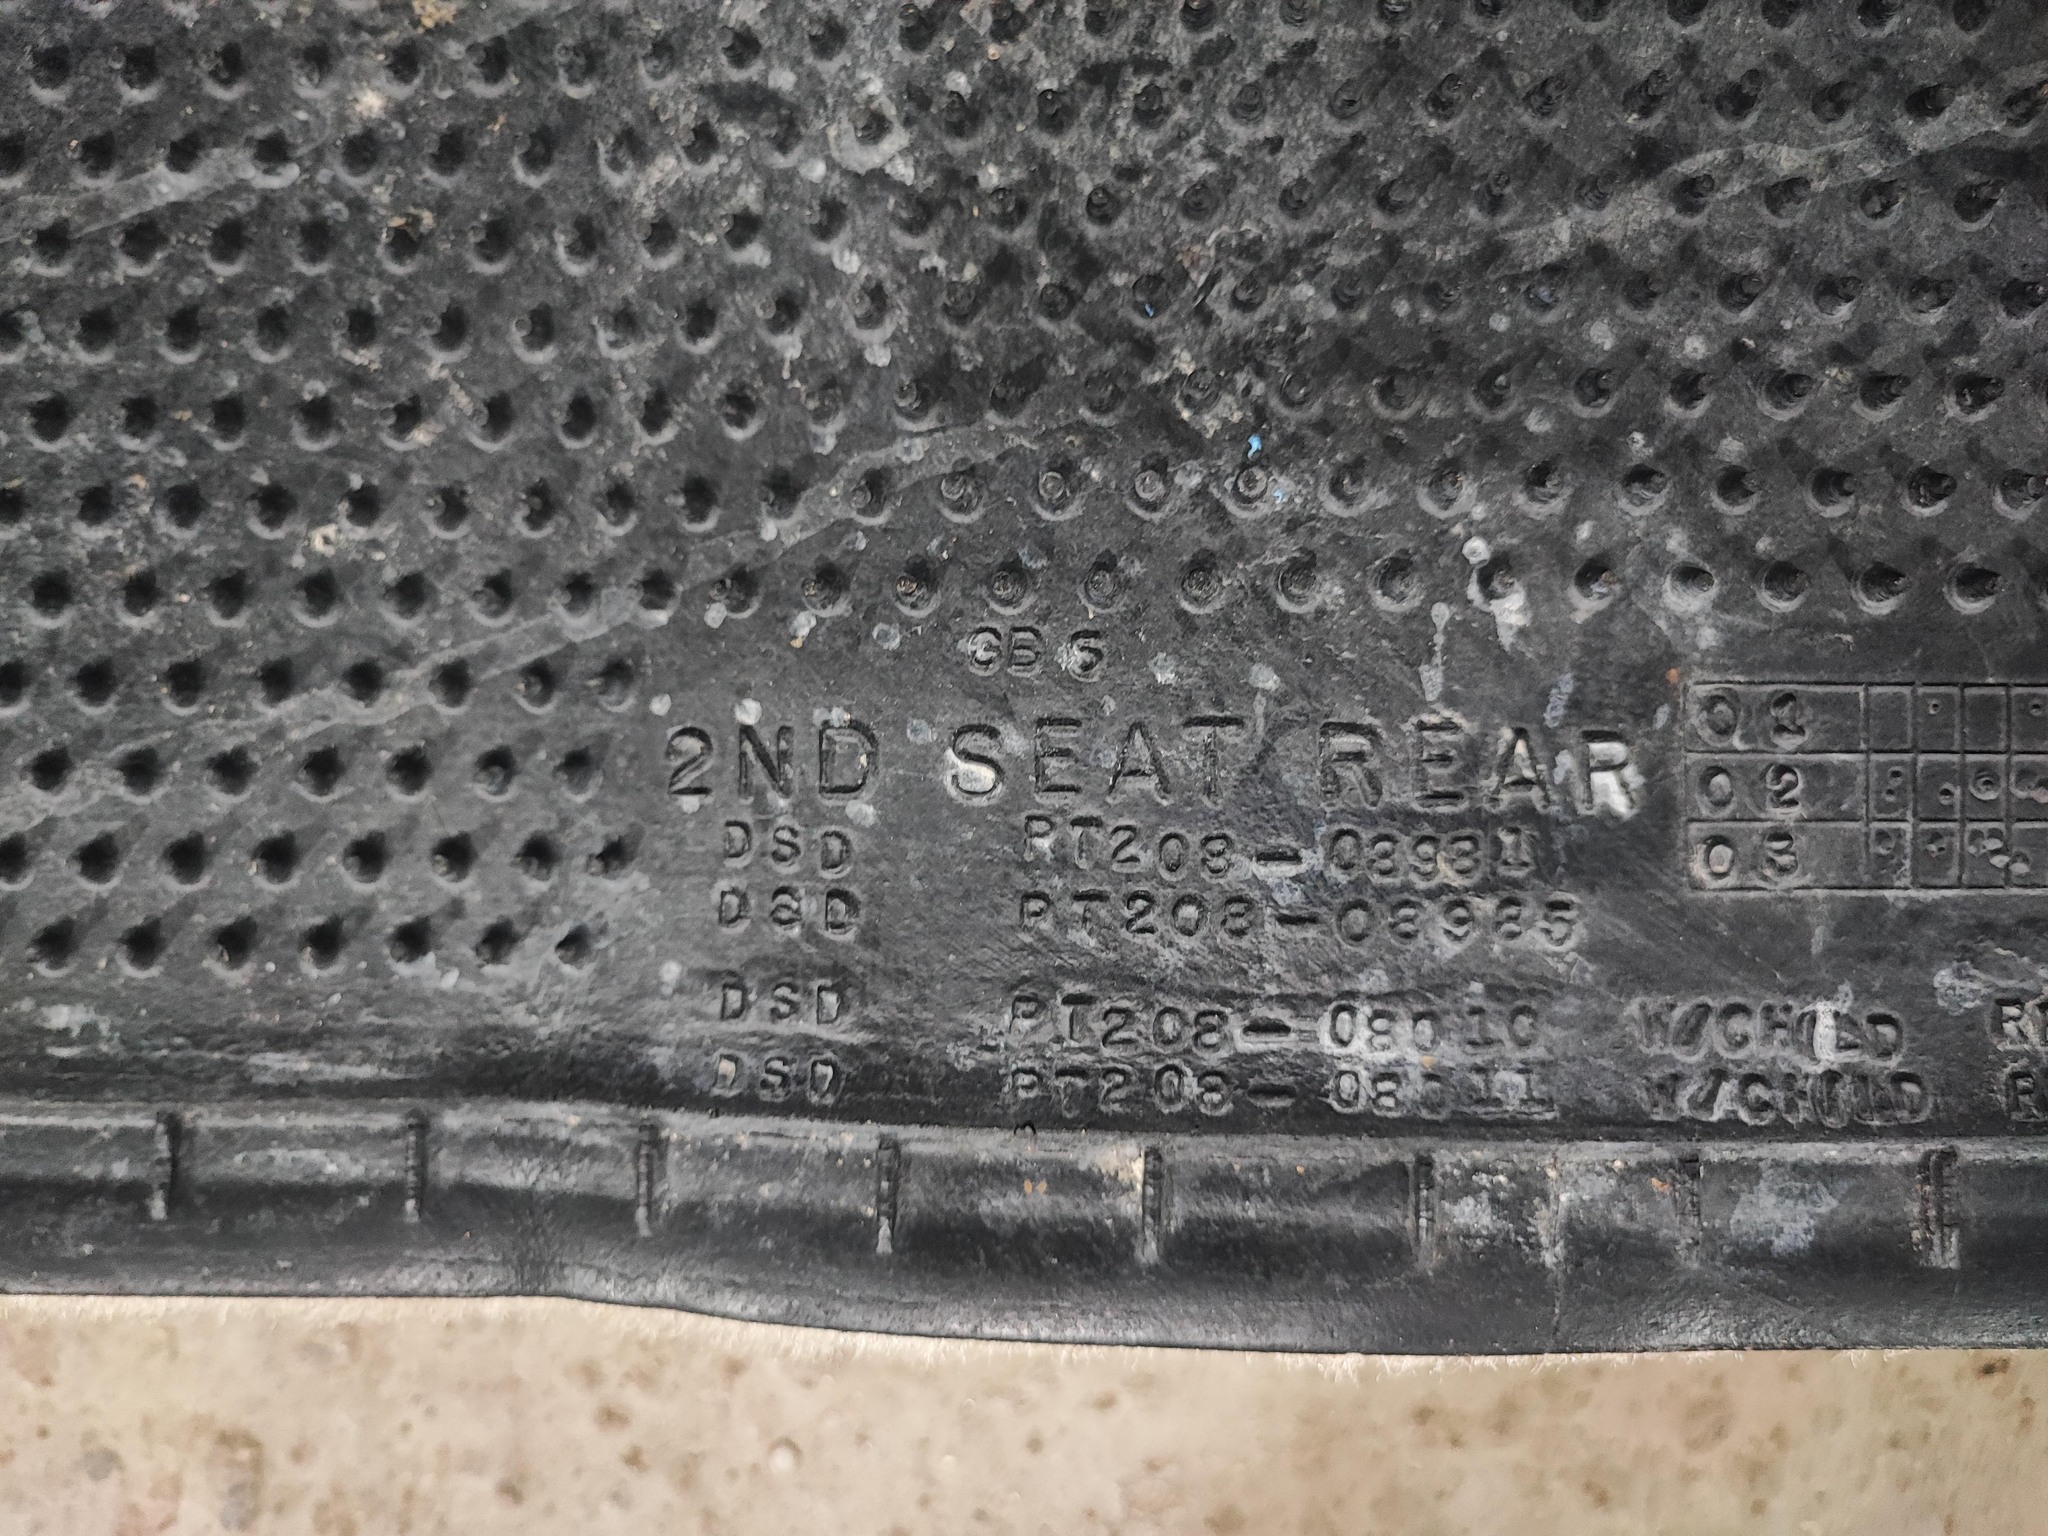 GBS
2ND SEAT REAR
DSD PT208-08981
DSD PT208-08985
DSD PT208-08010 W/CHILD
DSD PT208-08011 W/CHILD
01
02
03